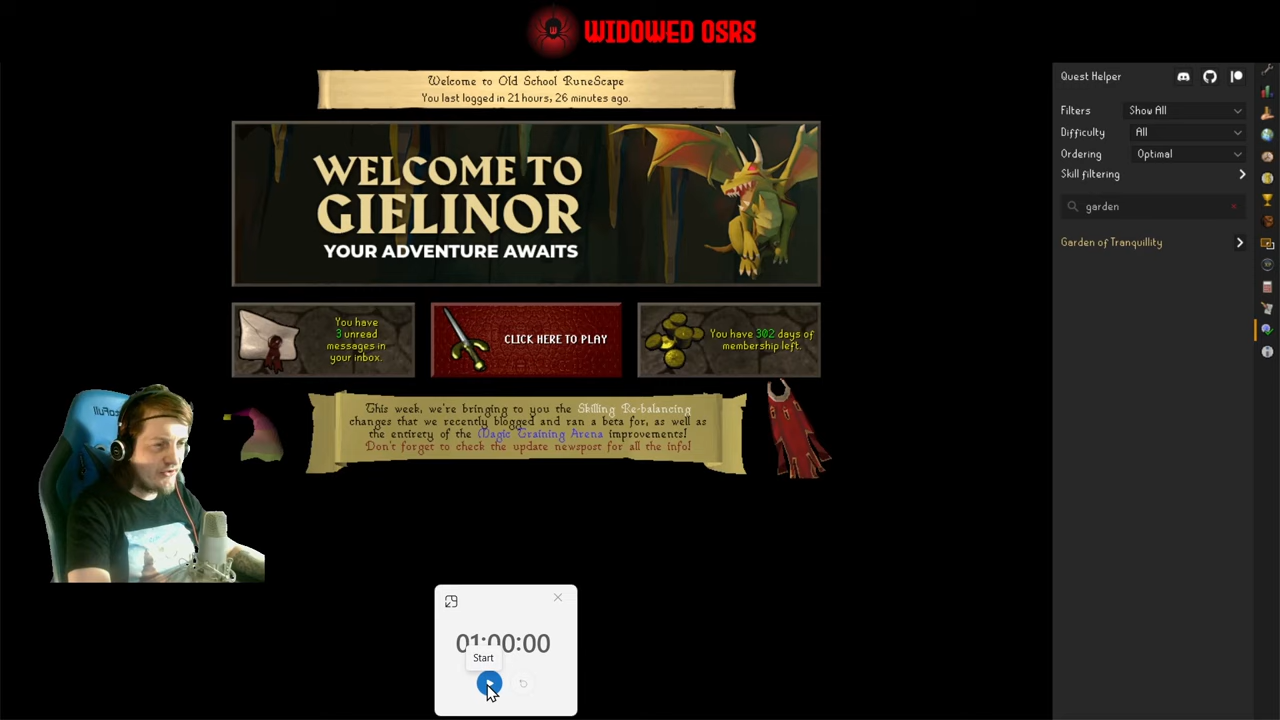 WIDOWED OSRS
Welcome to Old School RuneScape
You last logged in 21 hours, 26 minutes ago.
WELCOME TO
GIELINOR
YOUR ADVENTURE AWAITS
You have
3 unread
messages in
your inbox.
CLICK HERE TO PLAY
You have 302 days of
membership left.
This week, we're bringing to you the Skilling Re-balancing
changes that we recently blogged and ran a beta for, as well as
the entirety of the Magic Training Arena improvements!
Don't forget to check the update newspost for all the info!
01:00:00
Start
Quest Helper
Filters Show All
Difficulty All
Ordering Optimal
Skill filtering
garden
Garden of Tranquillity